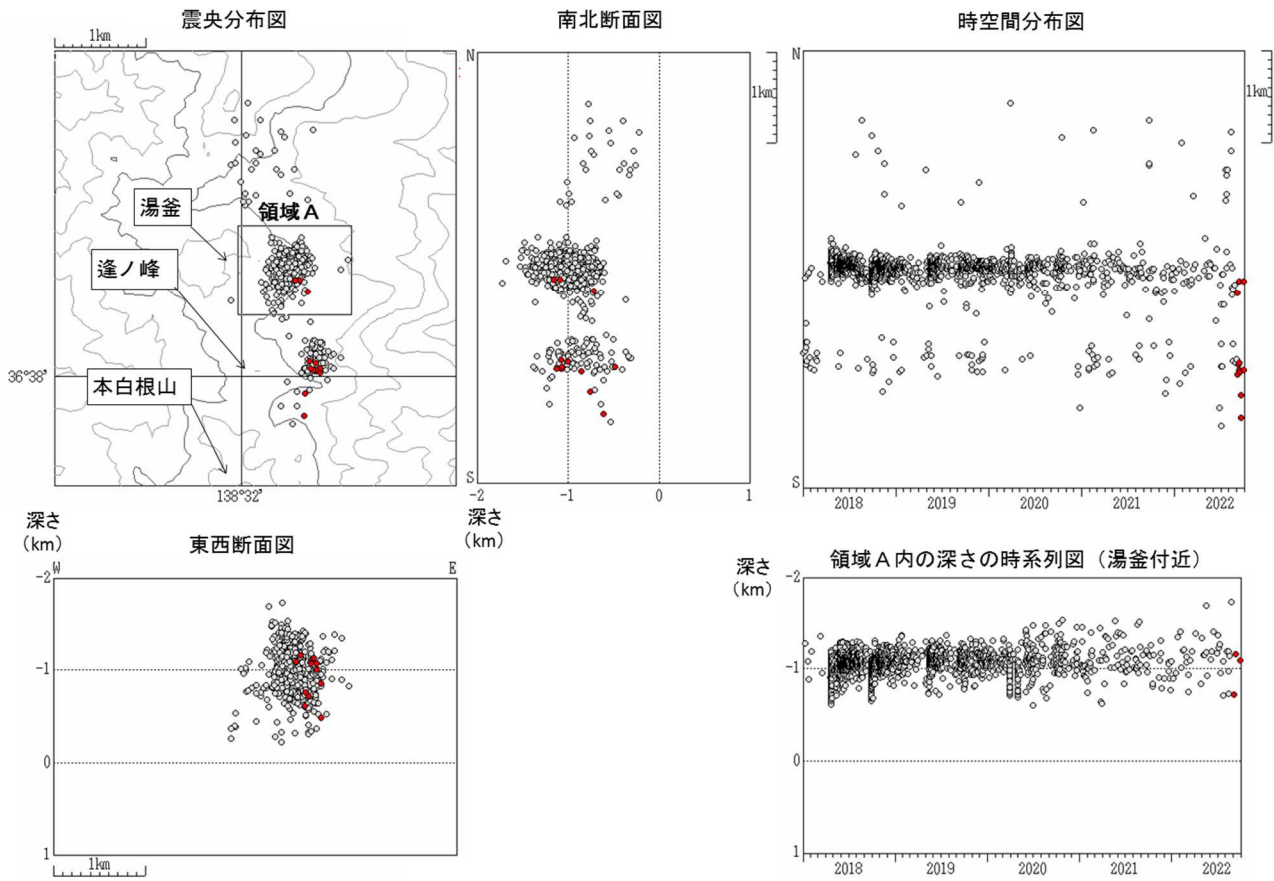 震央分布図
1km
湯釜
領域A
逢ノ峰
本白根山
36°38'
138°32'
南北断面図
N
1km
S
-2
-1
0
1
深さ
(km)
時空間分布図
N
1km
S
2018
2019
2020
2021
2022
深さ
(km)
東西断面図
W
E
-2
-1
0
1
1km
深さ
(km)
領域A内の深さの時系列図（湯釜付近）
-2
-1
0
1
2018
2019
2020
2021
2022